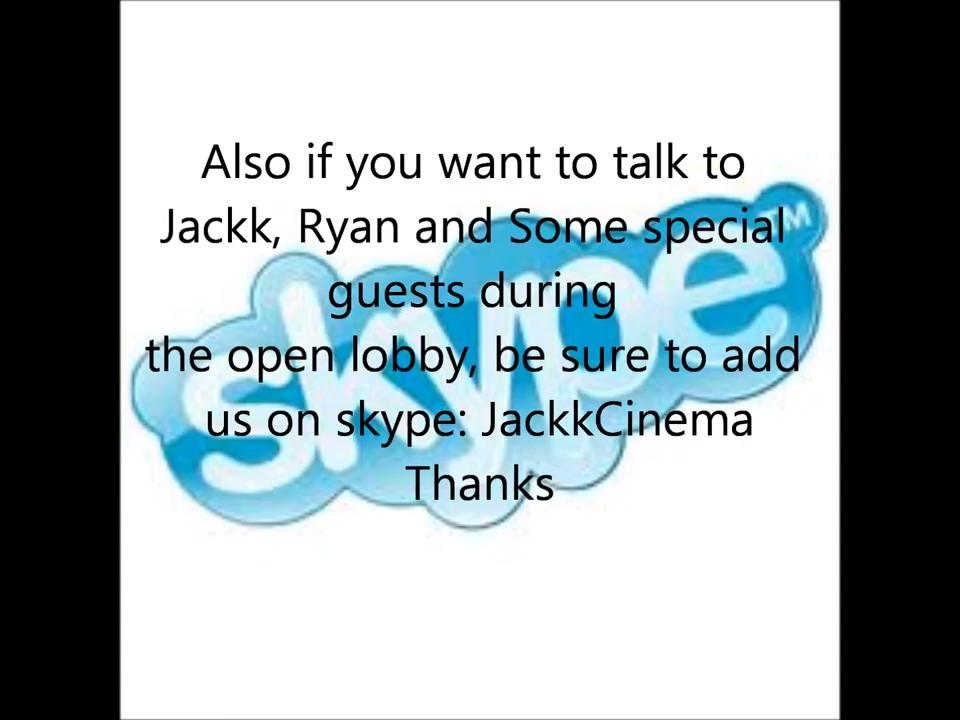 Also if you want to talk to
Jackk, Ryan and Some special
guests during
the open lobby, be sure to add
us on skype: JackkCinema
Thanks
skype™